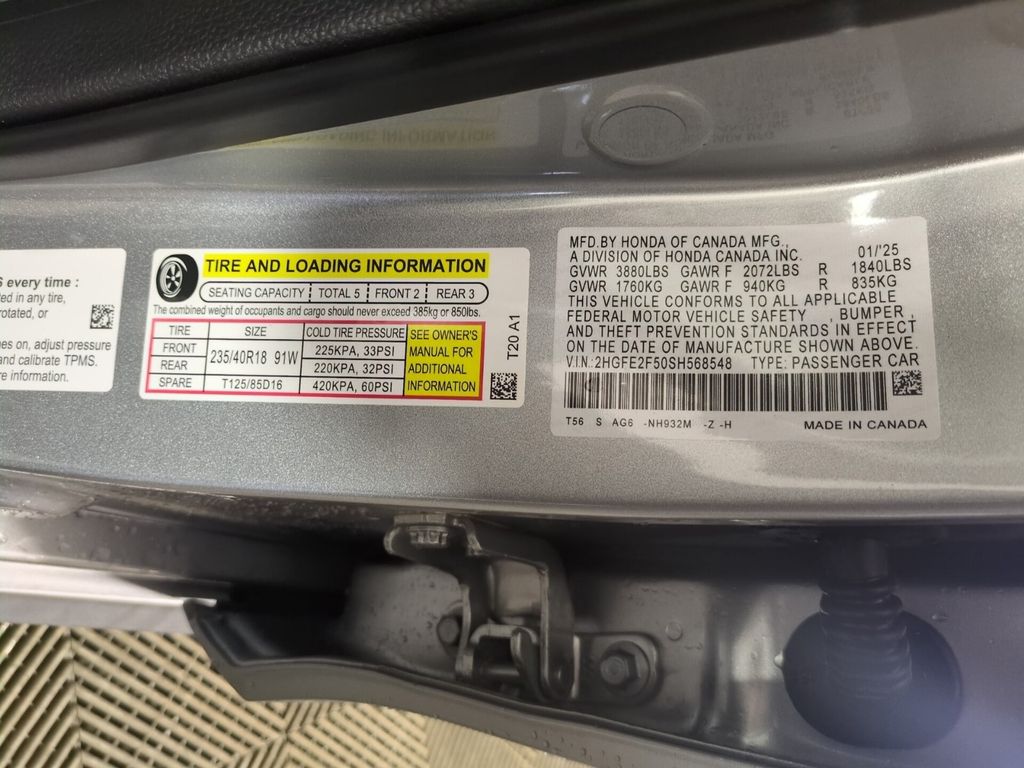 S every time :
ted in any tire,
rotated, or
nes on, adjust pressure
and calibrate TPMS.
re information.
TIRE AND LOADING INFORMATION
SEATING CAPACITY TOTAL 5 FRONT 2 REAR 3
The combined weight of occupants and cargo should never exceed 385kg or 850lbs.
TIRE SIZE COLD TIRE PRESSURE SEE OWNER'S
FRONT 235/40R18 91W 225KPA, 33PSI MANUAL FOR
REAR 220KPA, 32PSI ADDITIONAL
SPARE T125/85D16 420KPA, 60PSI INFORMATION
T20 A1
MFD.BY HONDA OF CANADA MFG.,
A DIVISION OF HONDA CANADA INC. 01/'25
GVWR 3880LBS GAWR F 2072LBS R 1840LBS
GVWR 1760KG GAWR F 940KG R 835KG
THIS VEHICLE CONFORMS TO ALL APPLICABLE
FEDERAL MOTOR VEHICLE SAFETY , BUMPER ,
AND THEFT PREVENTION STANDARDS IN EFFECT
ON THE DATE OF MANUFACTURE SHOWN ABOVE.
V.I.N. :2HGFE2F50SH568548 TYPE: PASSENGER CAR
T56 S AG6 -NH932M -Z -H MADE IN CANADA